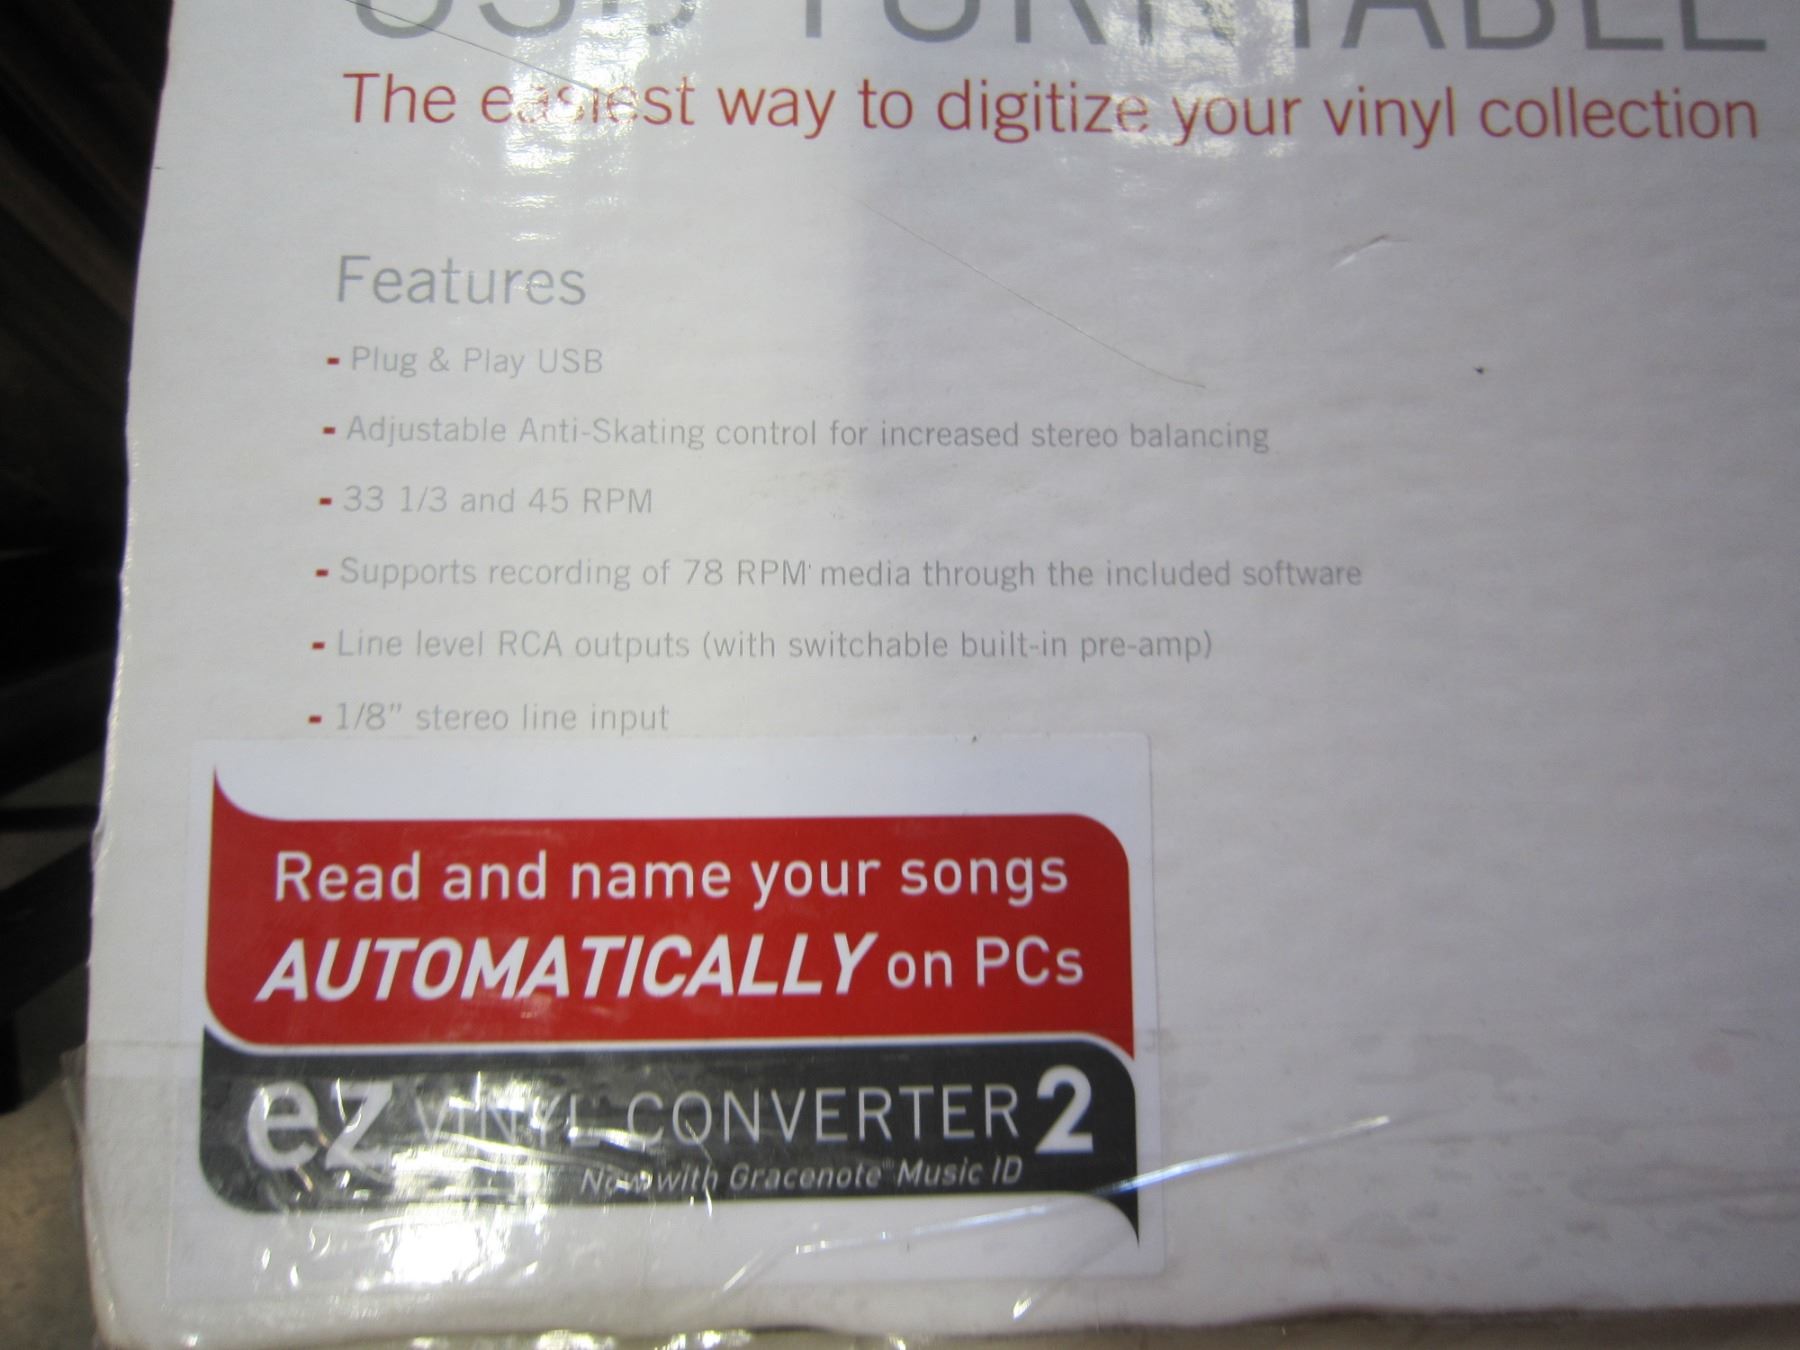 USB TURNTABLE
The easiest way to digitize your vinyl collection
Features
- Plug & Play USB
- Adjustable Anti-Skating control for increased stereo balancing
- 33 1/3 and 45 RPM
- Supports recording of 78 RPM media through the included software
- Line level RCA outputs (with switchable built-in pre-amp)
- 1/8" stereo line input
Read and name your songs
AUTOMATICALLY on PCs
ez VINYL CONVERTER 2
Now with Gracenote® Music ID